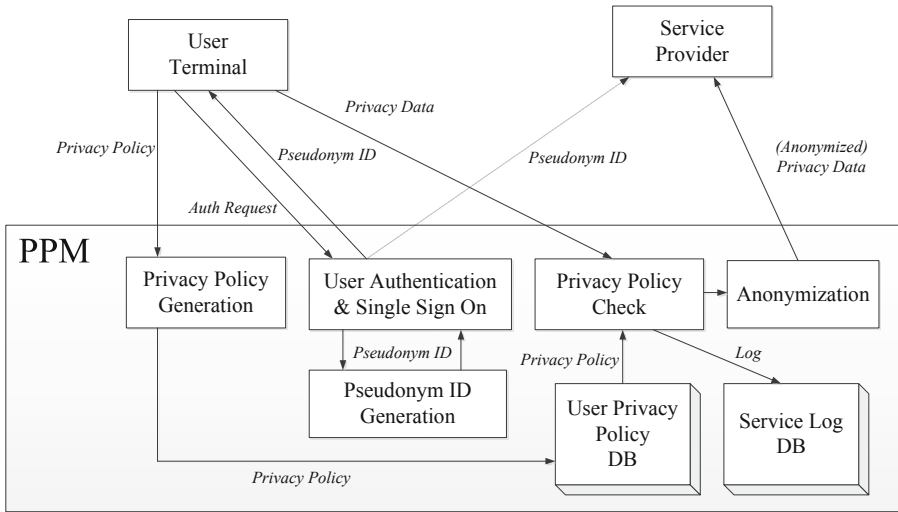 User
Terminal
Service
Provider
Privacy Data
Privacy Policy
Pseudonym ID
Pseudonym ID
(Anonymized)
Privacy Data
Auth Request
PPM
Privacy Policy
Generation
User Authentication
& Single Sign On
Privacy Policy
Check
Anonymization
Pseudonym ID
Privacy Policy
Log
Pseudonym ID
Generation
User Privacy
Policy
DB
Service Log
DB
Privacy Policy